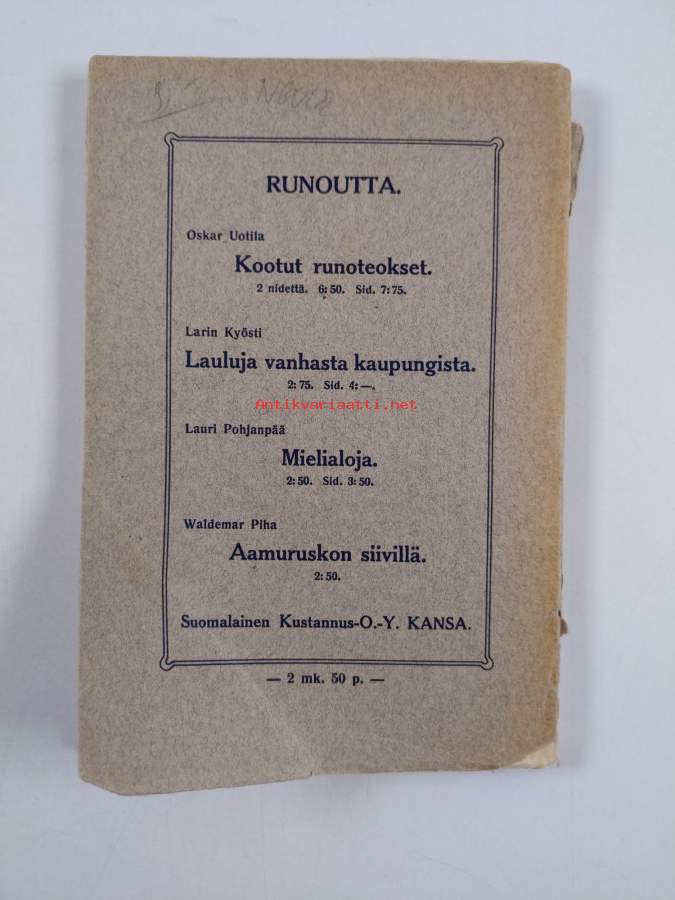 RUNOUTTA.
Oskar Uotila
Kootut runoteokset.
2 nidettä. 6: 50. Sid. 7: 75.
Larin Kyösti
Lauluja vanhasta kaupungista.
2: 75. Sid. 4: —.
Antikvariaatti.net
Lauri Pohjanpää
Mielialoja.
2: 50. Sid. 3: 50.
Waldemar Piha
Aamuruskon siivillä.
2: 50.
Suomalainen Kustannus-O.-Y. KANSA.
— 2 mk. 50 p. —